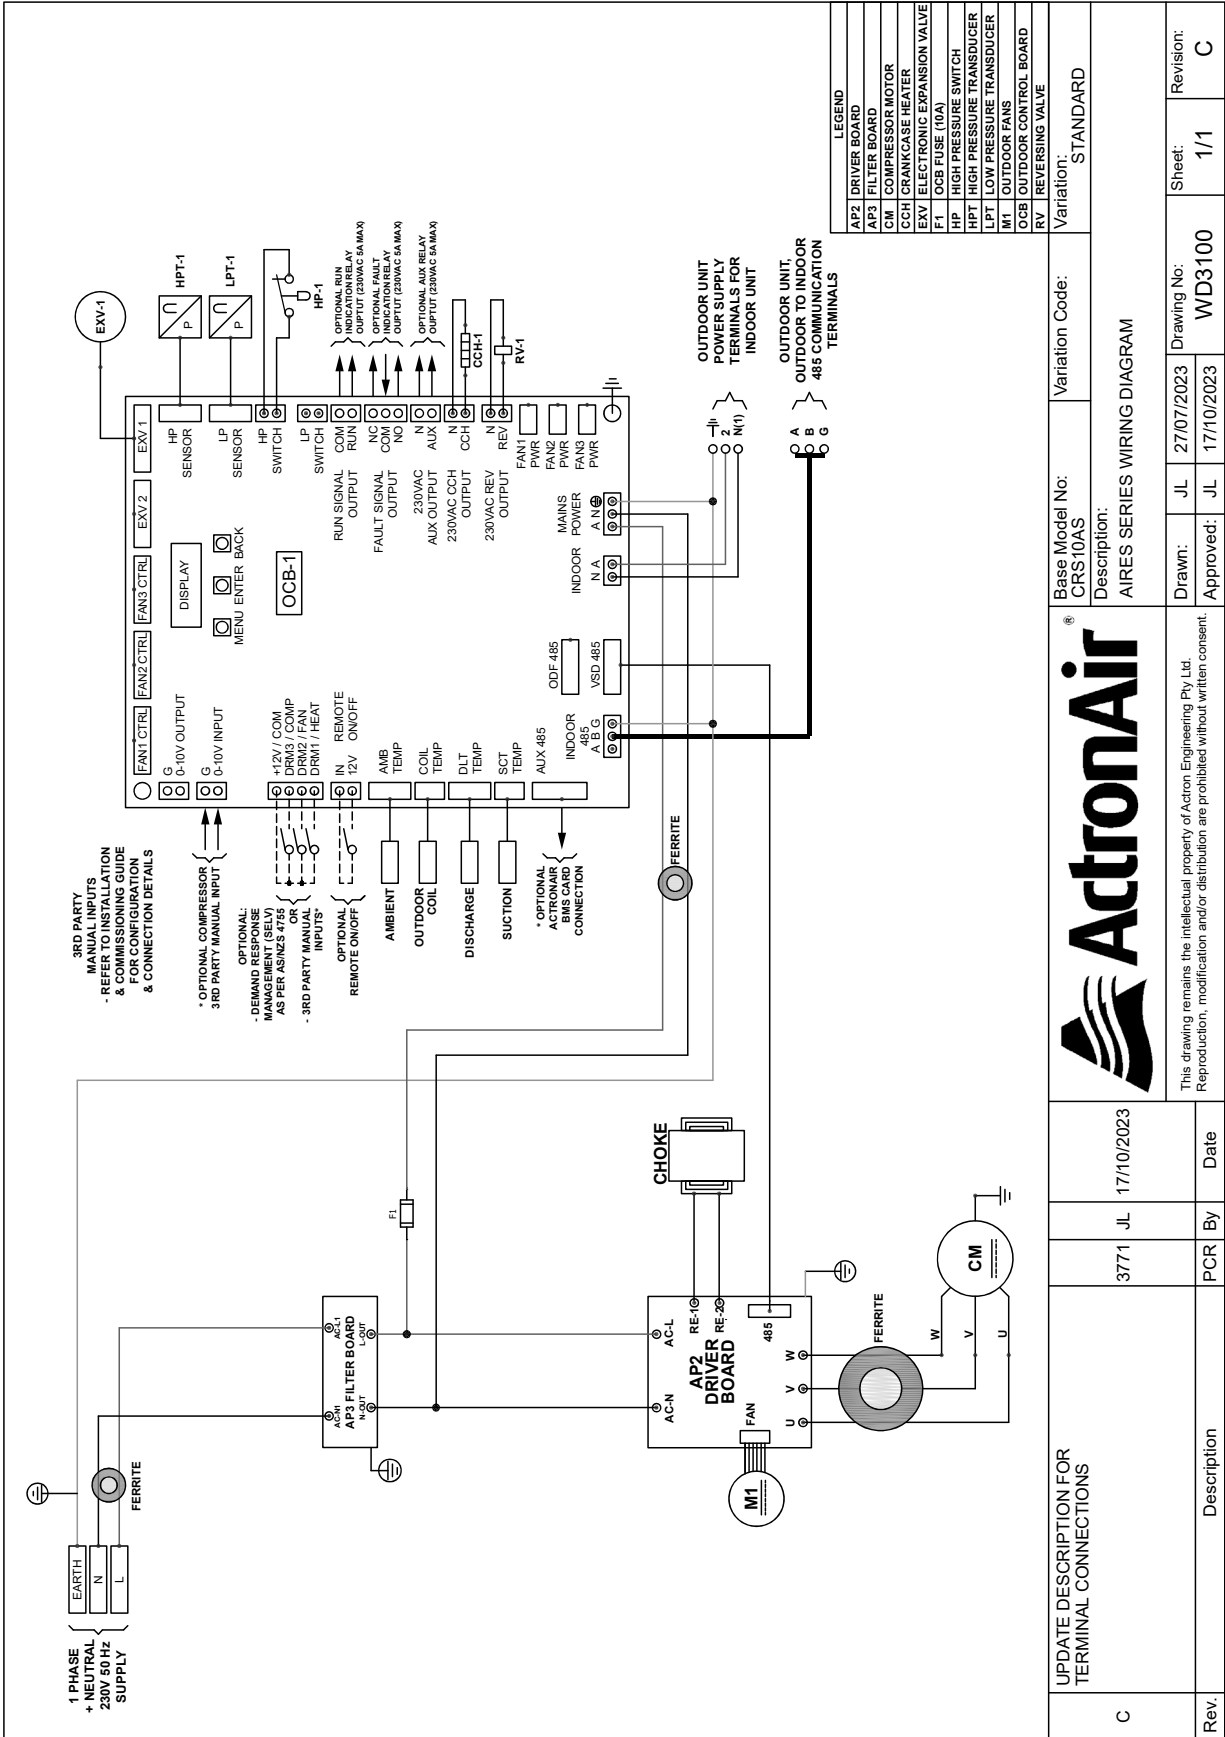 1 PHASE
+ NEUTRAL
230V 50 Hz
SUPPLY
EARTH
N
L
FERRITE
AC-N1
AC-L1
AP3 FILTER BOARD
N-OUT
L-OUT
F1
3RD PARTY
MANUAL INPUTS
- REFER TO INSTALLATION
& COMMISSIONING GUIDE
FOR CONFIGURATION
& CONNECTION DETAILS
* OPTIONAL COMPRESSOR
3RD PARTY MANUAL INPUT
OPTIONAL:
- DEMAND RESPONSE
MANAGEMENT (SELV)
AS PER AS/NZS 4755
OR
- 3RD PARTY MANUAL
INPUTS*
OPTIONAL
REMOTE ON/OFF
AMBIENT
OUTDOOR
COIL
DISCHARGE
SUCTION
* OPTIONAL
ACTRONAIR
BMS CARD
CONNECTION
FERRITE
FAN1 CTRL
FAN2 CTRL
FAN3 CTRL
EXV 2
EXV 1
G
0-10V OUTPUT
G
0-10V INPUT
+12V / COM
DRM3 / COMP
DRM2 / FAN
DRM1 / HEAT
IN
12V
REMOTE
ON/OFF
AMB
TEMP
COIL
TEMP
DLT
TEMP
SCT
TEMP
AUX 485
INDOOR
485
A B G
ODF 485
VSD 485
DISPLAY
MENU
ENTER
BACK
OCB-1
INDOOR
N A
MAINS
POWER
A N
HP
SENSOR
LP
SENSOR
HP
SWITCH
LP
SWITCH
RUN SIGNAL
OUTPUT
COM
RUN
FAULT SIGNAL
OUTPUT
NC
COM
NO
230VAC
AUX OUTPUT
N
AUX
230VAC CCH
OUTPUT
N
CCH
230VAC REV
OUTPUT
N
REV
FAN1
PWR
FAN2
PWR
FAN3
PWR
EXV-1
HPT-1
P
LPT-1
P
HP-1
OPTIONAL RUN
INDICATION RELAY
OUPTUT (230VAC 5A MAX)
OPTIONAL FAULT
INDICATION RELAY
OUPTUT (230VAC 5A MAX)
OPTIONAL AUX RELAY
OUPTUT (230VAC 5A MAX)
CCH-1
RV-1
2
N(1)
OUTDOOR UNIT
POWER SUPPLY
TERMINALS FOR
INDOOR UNIT
A
B
G
OUTDOOR UNIT,
OUTDOOR TO INDOOR
485 COMMUNICATION
TERMINALS
CHOKE
AC-N
AC-L
RE-1
RE-2
AP2
DRIVER
BOARD
485
FAN
U
V
W
M1
FERRITE
W
V
U
CM
LEGEND
AP2 DRIVER BOARD
AP3 FILTER BOARD
CM COMPRESSOR MOTOR
CCH CRANKCASE HEATER
EXV ELECTRONIC EXPANSION VALVE
F1 OCB FUSE (10A)
HP HIGH PRESSURE SWITCH
HPT HIGH PRESSURE TRANSDUCER
LPT LOW PRESSURE TRANSDUCER
M1 OUTDOOR FANS
OCB OUTDOOR CONTROL BOARD
RV REVERSING VALVE
C
UPDATE DESCRIPTION FOR
TERMINAL CONNECTIONS
3771 JL 17/10/2023
Rev. Description PCR By Date
ActronAir ®
This drawing remains the intellectual property of Actron Engineering Pty Ltd.
Reproduction, modification and/or distribution are prohibited without written consent.
Base Model No:
CRS10AS
Variation Code:
Variation:
STANDARD
Description:
AIRES SERIES WIRING DIAGRAM
Drawn: JL 27/07/2023
Approved: JL 17/10/2023
Drawing No:
WD3100
Sheet:
1/1
Revision:
C